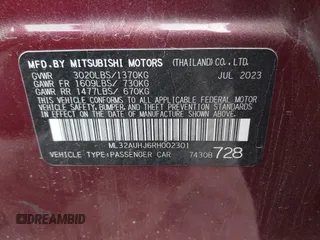 MFD.BY MITSUBISHI MOTORS (THAILAND) CO.,LTD.
GVWR 3020LBS/1370KG JUL 2023
GAWR FR 1609LBS/ 730KG
GAWR RR 1477LBS/ 670KG
THIS VEHICLE CONFORMS TO ALL APPLICABLE
FEDERAL MOTOR VEHICLE SAFETY, BUMPER AND THEFT
PREVENTION STANDARDS IN EFFECT ON THE DATE OF
MANUFACTURE SHOWN ABOVE.
ML32AUHJ6RH002301
VEHICLE TYPE:PASSENGER CAR 7430B 728
CREAMBID